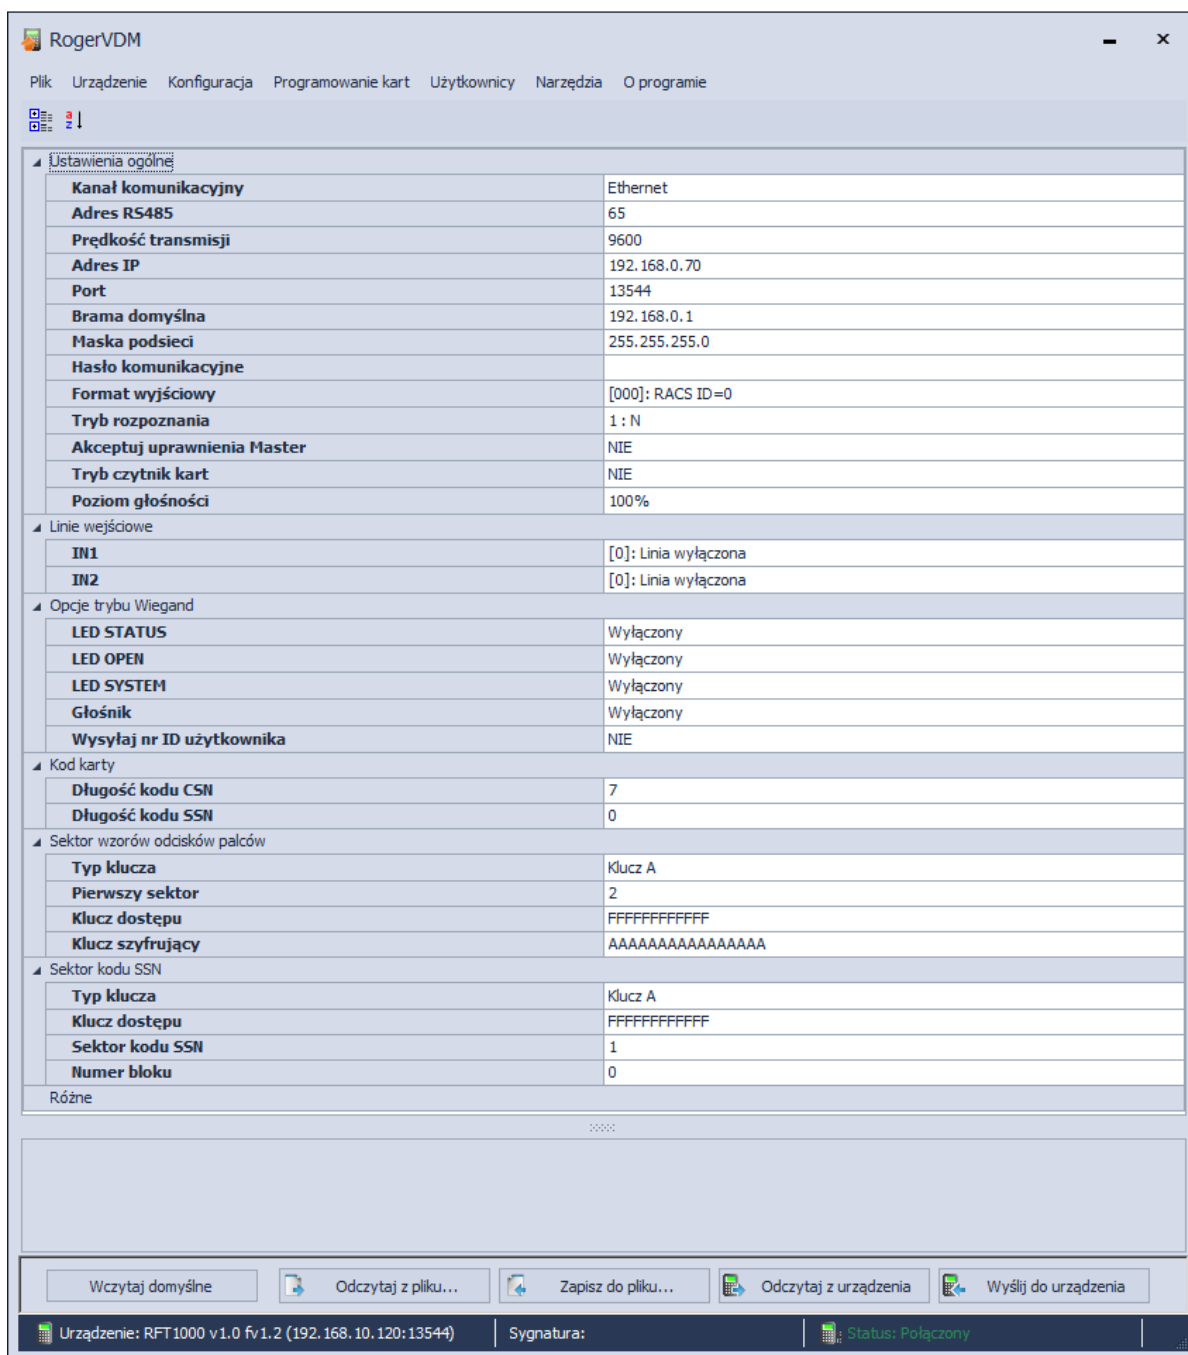 RogerVDM
Plik Urządzenie Konfiguracja Programowanie kart Użytkownicy Narzędzia O programie
Ustawienia ogólne
Kanał komunikacyjny Ethernet
Adres RS485 65
Prędkość transmisji 9600
Adres IP 192.168.0.70
Port 13544
Brama domyślna 192.168.0.1
Maska podsieci 255.255.255.0
Hasło komunikacyjne
Format wyjściowy [000]: RACS ID=0
Tryb rozpoznania 1 : N
Akceptuj uprawnienia Master NIE
Tryb czytnik kart NIE
Poziom głośności 100%
Linie wejściowe
IN1 [0]: Linia wyłączona
IN2 [0]: Linia wyłączona
Opcje trybu Wiegand
LED STATUS Wyłączony
LED OPEN Wyłączony
LED SYSTEM Wyłączony
Głośnik Wyłączony
Wysyłaj nr ID użytkownika NIE
Kod karty
Długość kodu CSN 7
Długość kodu SSN 0
Sektor wzorów odcisków palców
Typ klucza Klucz A
Pierwszy sektor 2
Klucz dostępu FFFFFFFFFFFF
Klucz szyfrujący AAAAAAAAAAAAAAAA
Sektor kodu SSN
Typ klucza Klucz A
Klucz dostępu FFFFFFFFFFFF
Sektor kodu SSN 1
Numer bloku 0
Różne
Wczytaj domyślne Odczytaj z pliku... Zapisz do pliku... Odczytaj z urządzenia Wyślij do urządzenia
Urządzenie: RFT1000 v1.0 fv1.2 (192.168.10.120:13544) Sygnatura: Status: Połączony